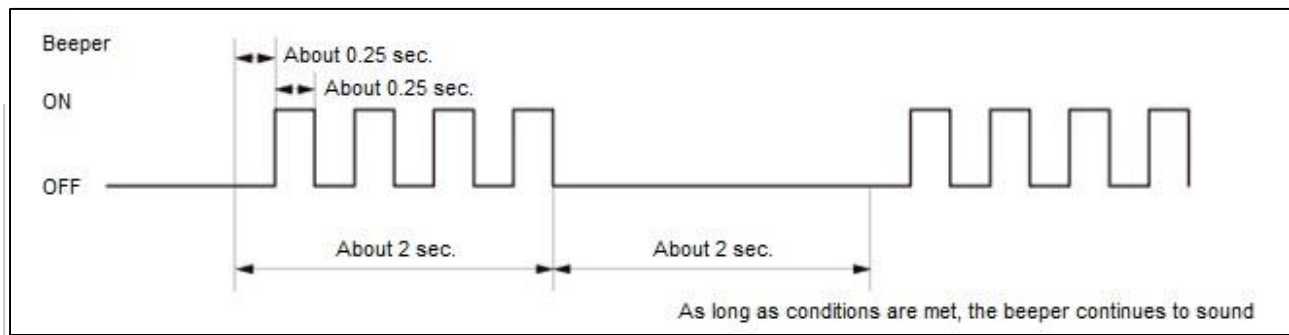 Beeper
About 0.25 sec.
About 0.25 sec.
ON
OFF
About 2 sec.
About 2 sec.
As long as conditions are met, the beeper continues to sound